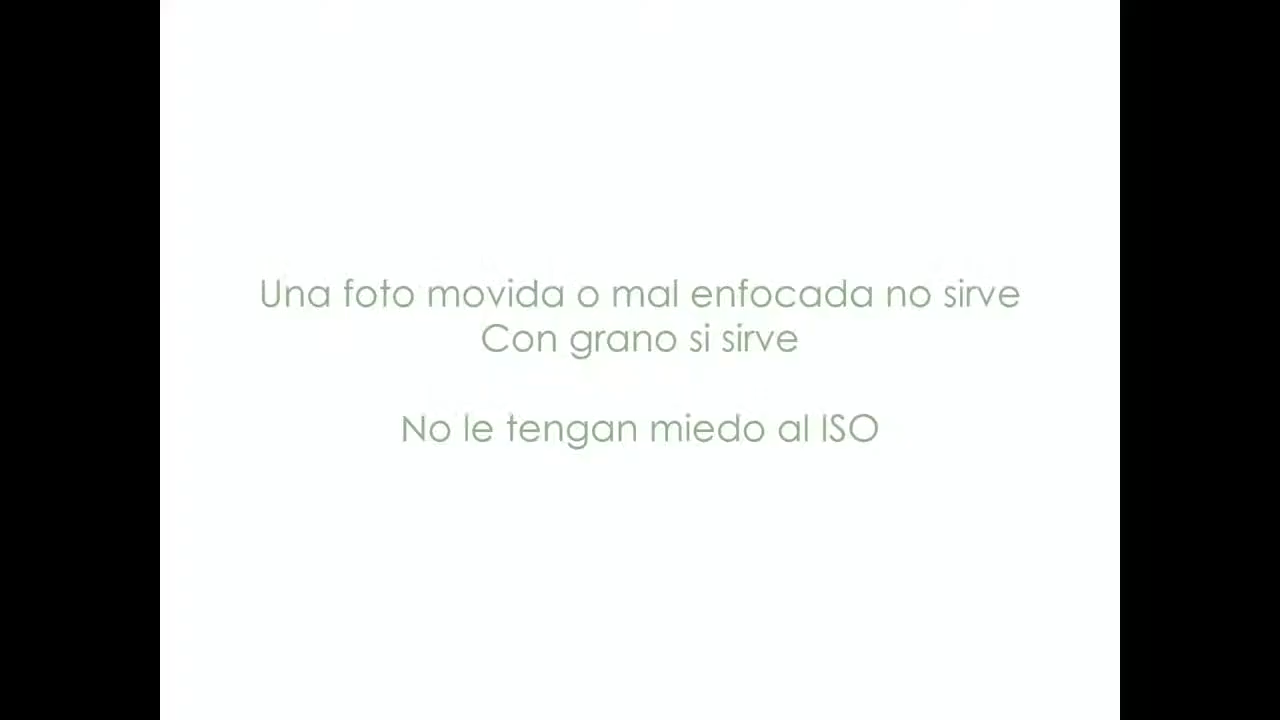 Una foto movida o mal enfocada no sirve
Con grano si sirve
No le tengan miedo al ISO